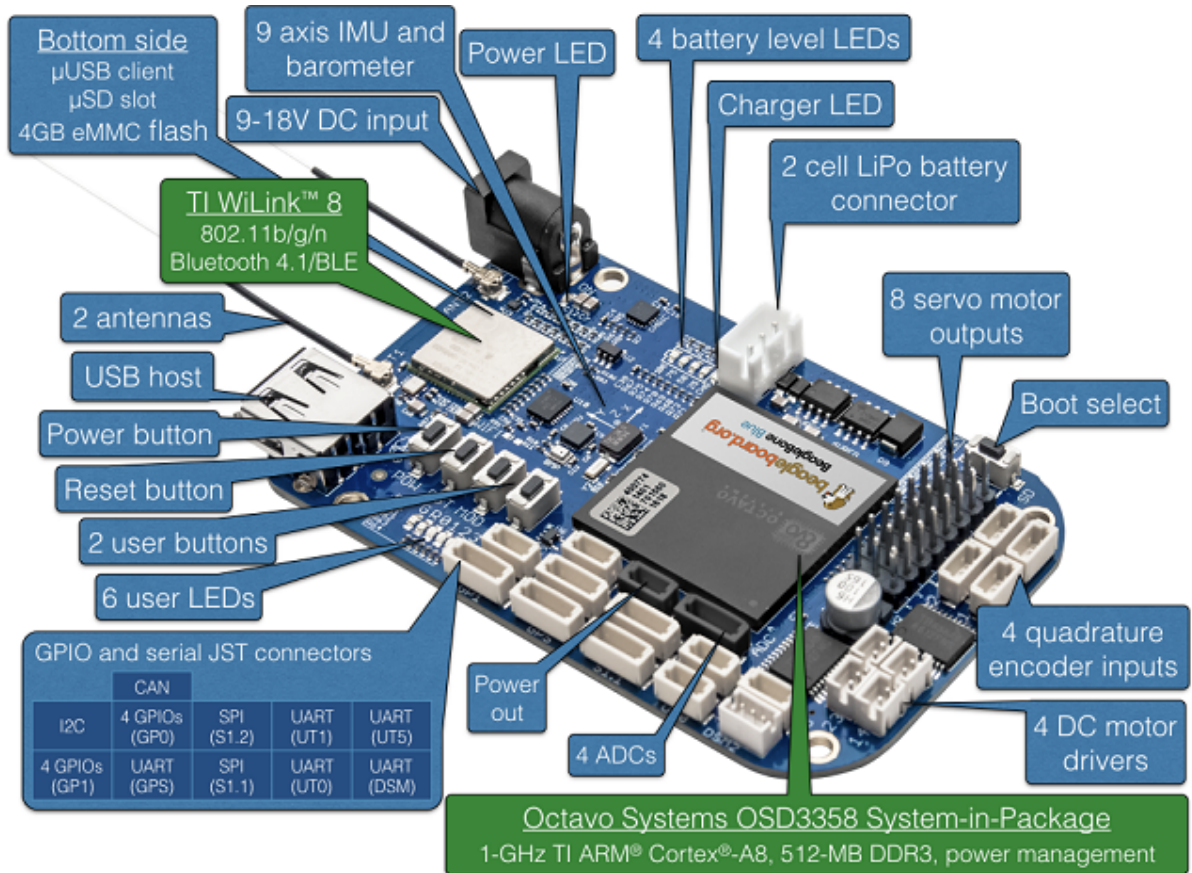 Bottom side
µUSB client
µSD slot
4GB eMMC flash
9 axis IMU and
barometer
Power LED
4 battery level LEDs
9-18V DC input
Charger LED
2 cell LiPo battery
connector
TI WiLink™ 8
802.11b/g/n
Bluetooth 4.1/BLE
8 servo motor
outputs
2 antennas
USB host
Boot select
Power button
Reset button
2 user buttons
6 user LEDs
beagleboard.org
BeagleBone Blue
OCTAVO
GPIO and serial JST connectors
CAN
I2C
4 GPIOs
(GP0)
SPI
(S1.2)
UART
(UT1)
UART
(UT5)
4 GPIOs
(GP1)
UART
(GPS)
SPI
(S1.1)
UART
(UT0)
UART
(DSM)
Power
out
4 ADCs
ADC
DSM2
4 quadrature
encoder inputs
4 DC motor
drivers
Octavo Systems OSD3358 System-in-Package
1-GHz TI ARM® Cortex®-A8, 512-MB DDR3, power management